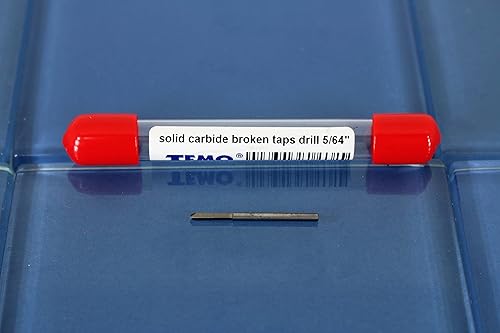 solid carbide broken taps drill 5/64"
TEMO®